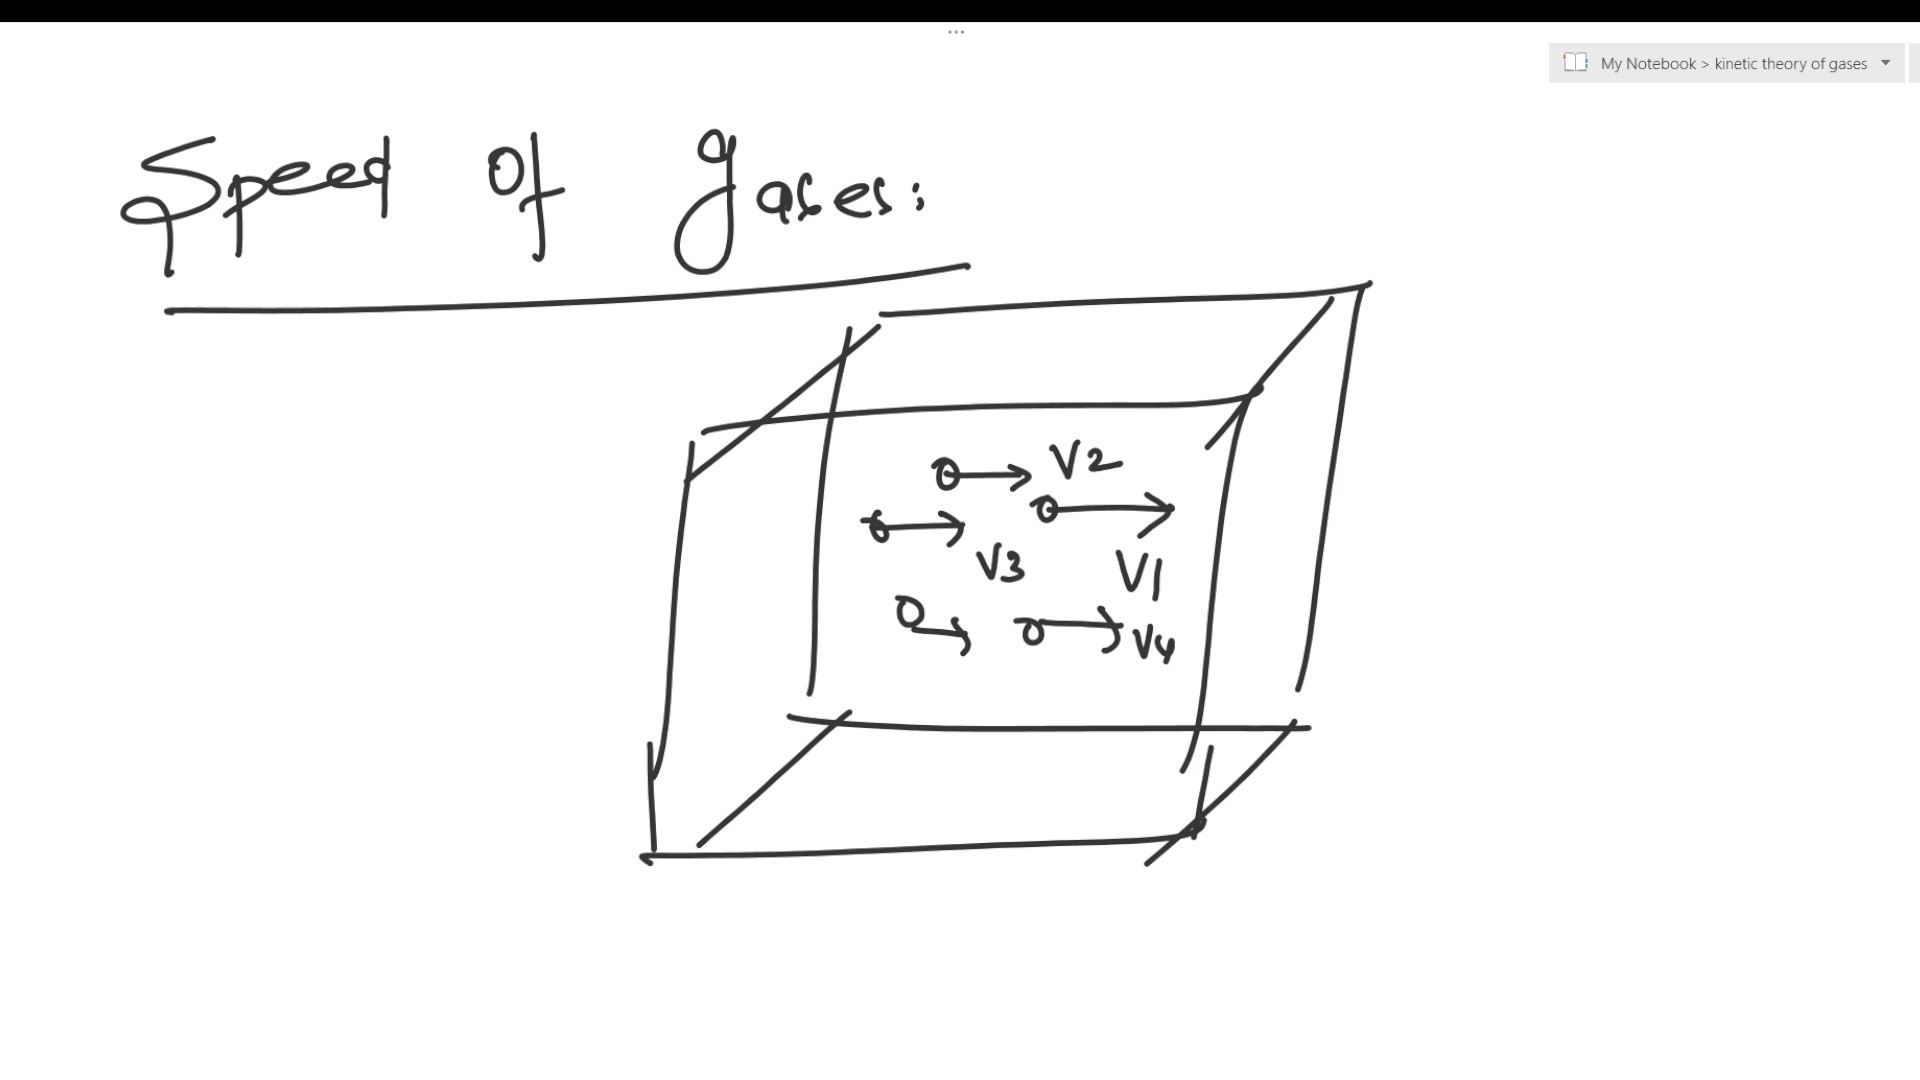 My Notebook > kinetic theory of gases
Speed of gases:
V2
V3
V1
V4